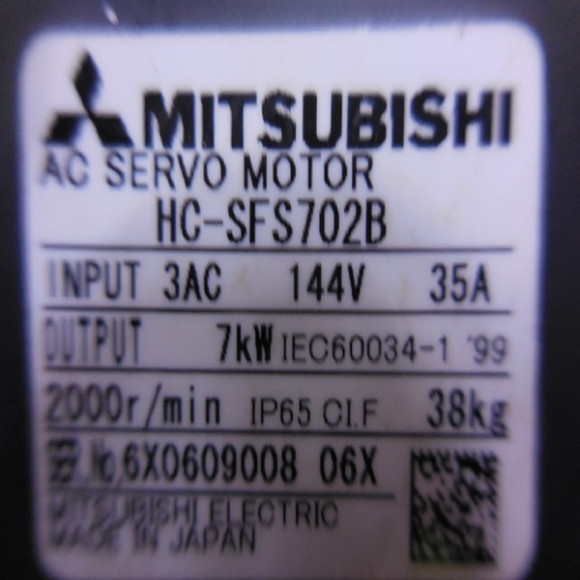 MITSUBISHI
AC SERVO MOTOR
HC-SFS702B
INPUT 3AC 144V 35A
OUTPUT 7kW IEC60034-1 '99
2000r/min IP65 CI.F 38kg
SER.No.6X0609008 06X
MITSUBISHI ELECTRIC
MADE IN JAPAN